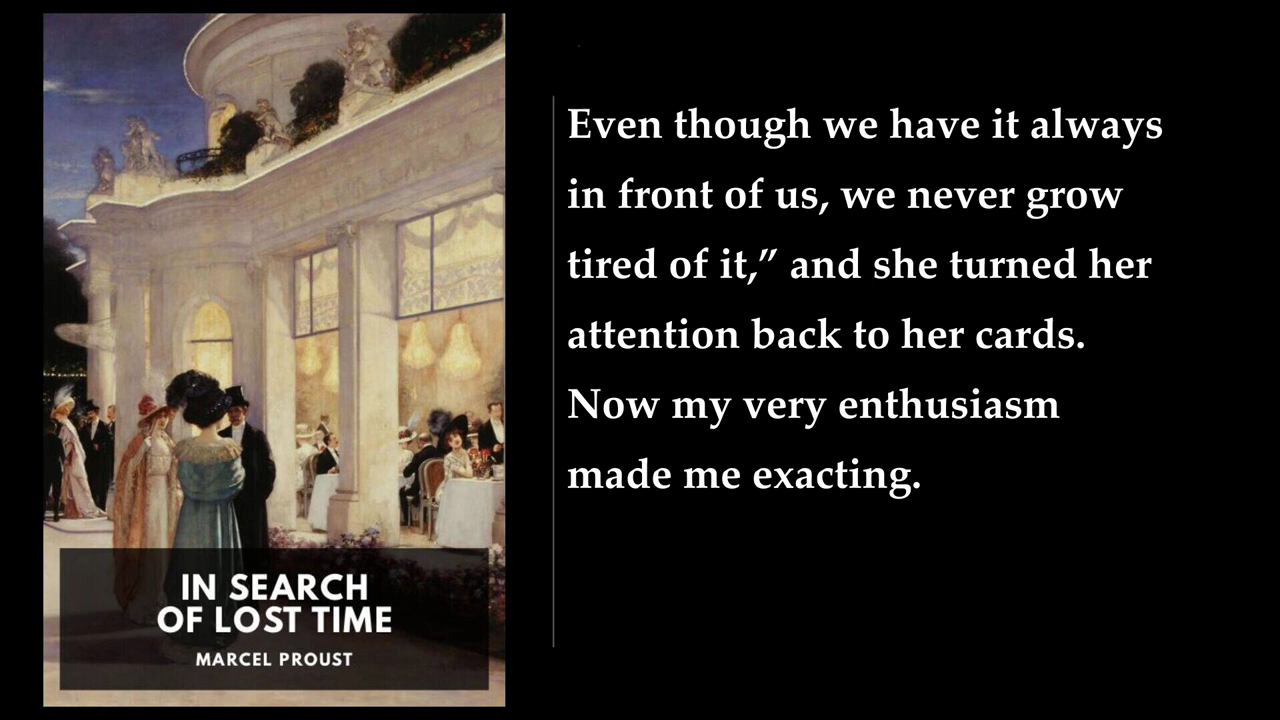 IN SEARCH
OF LOST TIME
MARCEL PROUST
Even though we have it always
in front of us, we never grow
tired of it,” and she turned her
attention back to her cards.
Now my very enthusiasm
made me exacting.